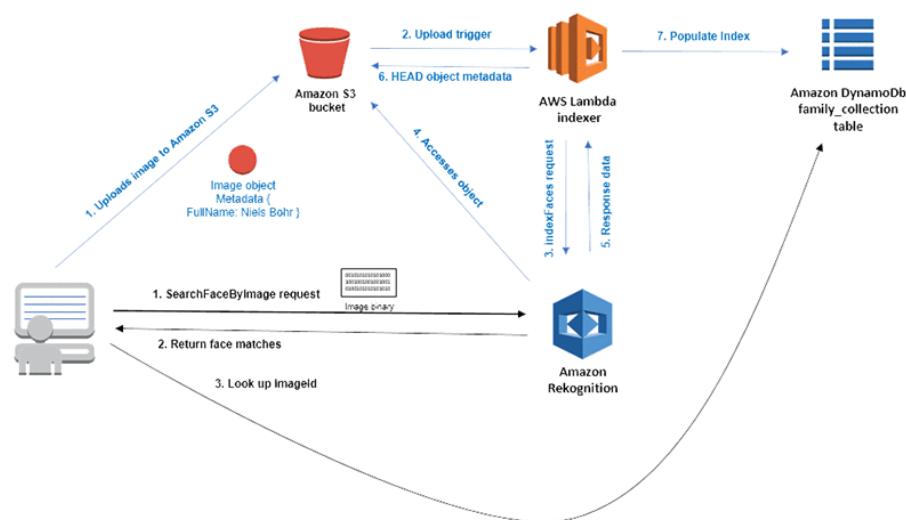 2. Upload trigger
7. Populate Index
6. HEAD object metadata
Amazon S3
bucket
AWS Lambda
indexer
Amazon DynamoDb
family_collection
table
1. Uploads image to Amazon S3
4. Accesses object
Image object
Metadata {
FullName: Niels Bohr }
3. IndexFaces request
5. Response data
1. SearchFaceByImage request
Image binary
2. Return face matches
3. Look up ImageId
Amazon
Rekognition